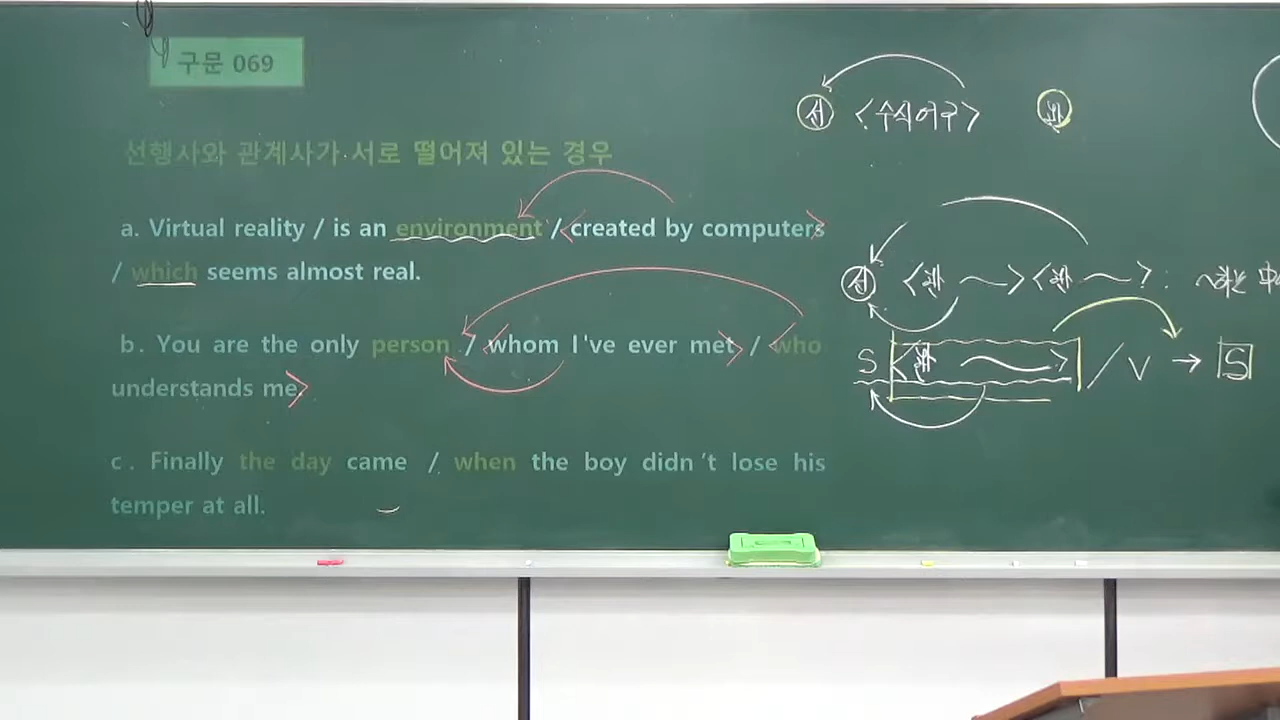 구문 069
선행사와 관계사가 서로 떨어져 있는 경우
a. Virtual reality / is an environment / <created by computers>
/ which seems almost real.
b. You are the only person / <whom I've ever met> / <who
understands me.>
c. Finally the day came / when the boy didn't lose his
temper at all.
선 <수식어구> 관
선 <관 ~> <관 ~>:
S <관 ~> / V → S